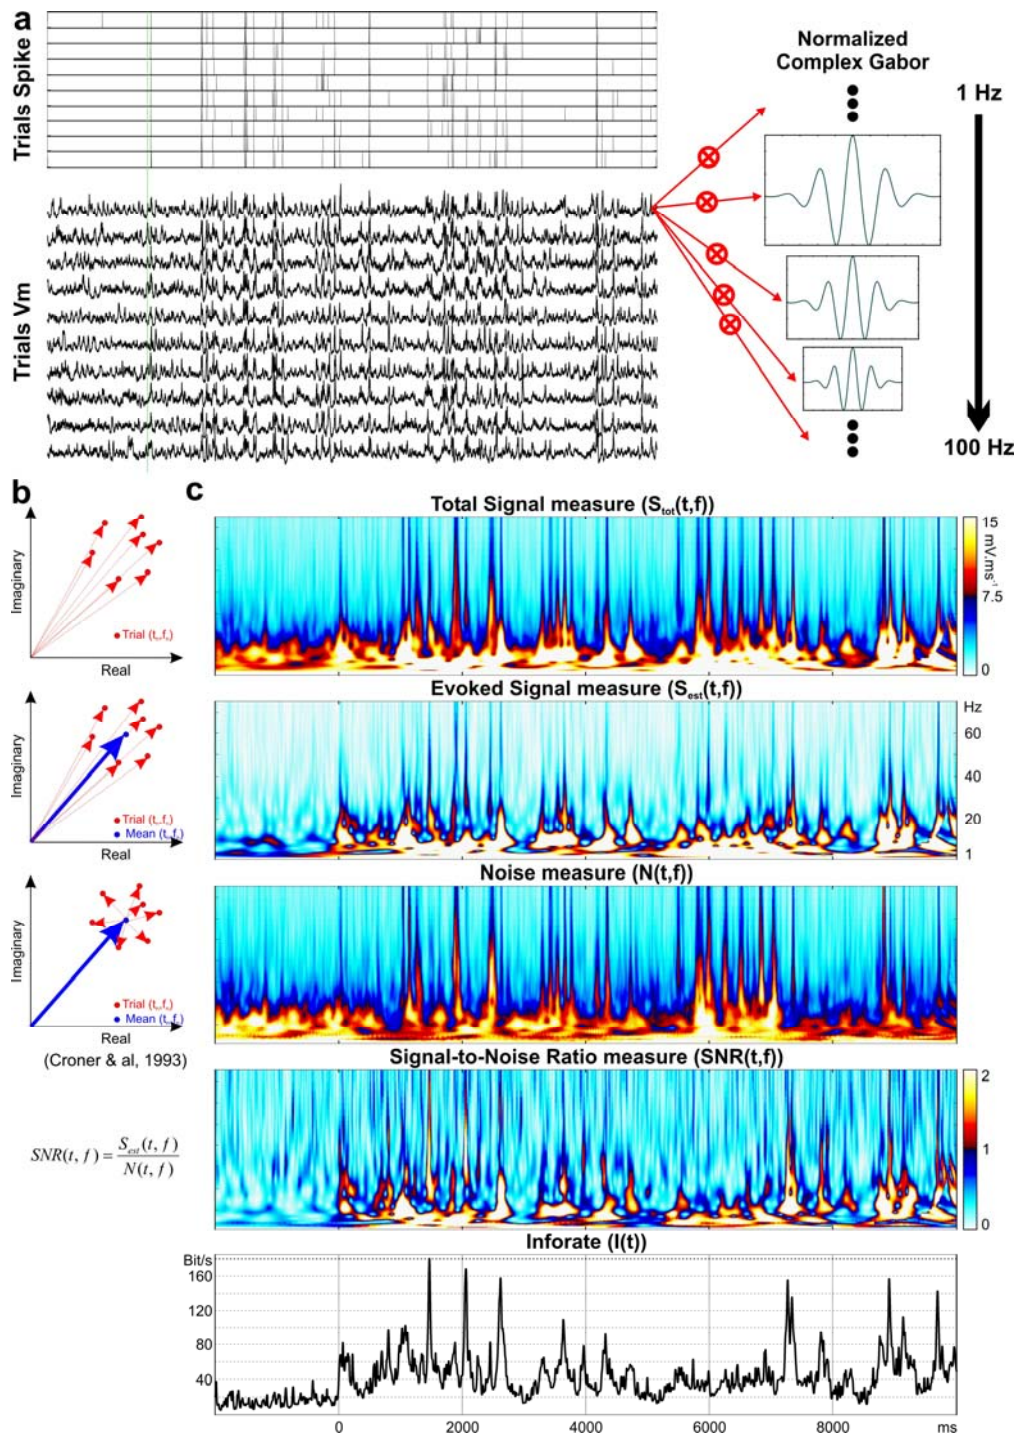 a
Trials Spike
Trials Vm
Normalized
Complex Gabor
1 Hz
100 Hz
b
Imaginary
Real
Trial (t
Imaginary
Real
Trial (t
Mean (t
Imaginary
Real
Trial (t
Mean (t
(Croner & al, 1993)
SNR(t, f) = S_est(t, f) / N(t, f)
c
Total Signal measure (S_tot(t,f))
15
mV.ms⁻¹
7.5
0
Evoked Signal measure (S_est(t,f))
Hz
60
40
20
1
Noise measure (N(t,f))
Signal-to-Noise Ratio measure (SNR(t,f))
2
1
0
Inforate (I(t))
Bit/s
160
120
80
40
0 2000 4000 6000 8000 ms